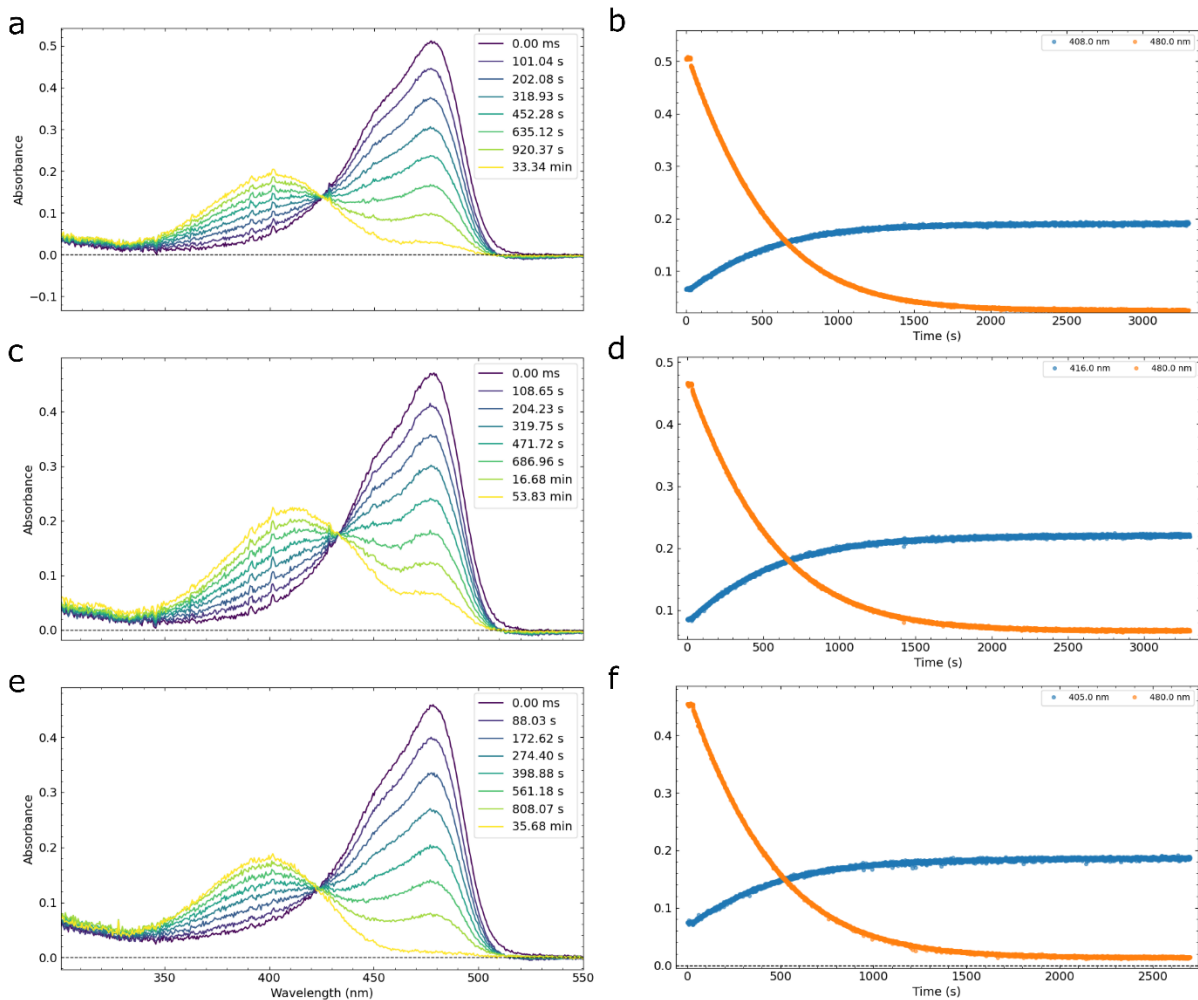 a
Absorbance
0.5
0.4
0.3
0.2
0.1
0.0
−0.1
0.00 ms
101.04 s
202.08 s
318.93 s
452.28 s
635.12 s
920.37 s
33.34 min
350 400 450 500 550
b
408.0 nm 480.0 nm
0.5
0.4
0.3
0.2
0.1
0 500 1000 1500 2000 2500 3000
Time (s)
c
Absorbance
0.4
0.3
0.2
0.1
0.0
0.00 ms
108.65 s
204.23 s
319.75 s
471.72 s
686.96 s
16.68 min
53.83 min
d
416.0 nm 480.0 nm
0.5
0.4
0.3
0.2
0.1
0 500 1000 1500 2000 2500 3000
Time (s)
e
Absorbance
0.4
0.3
0.2
0.1
0.0
0.00 ms
88.03 s
172.62 s
274.40 s
398.88 s
561.18 s
808.07 s
35.68 min
350 400 450 500 550
Wavelength (nm)
f
405.0 nm 480.0 nm
0.4
0.3
0.2
0.1
0.0
0 500 1000 1500 2000 2500
Time (s)